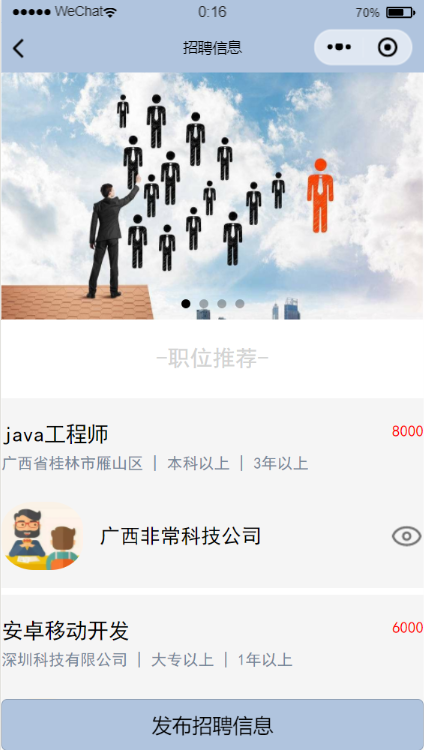 WeChat
0:16
70%
招聘信息
-职位推荐-
java工程师
8000
广西省桂林市雁山区 | 本科以上 | 3年以上
广西非常科技公司
安卓移动开发
6000
深圳科技有限公司 | 大专以上 | 1年以上
发布招聘信息